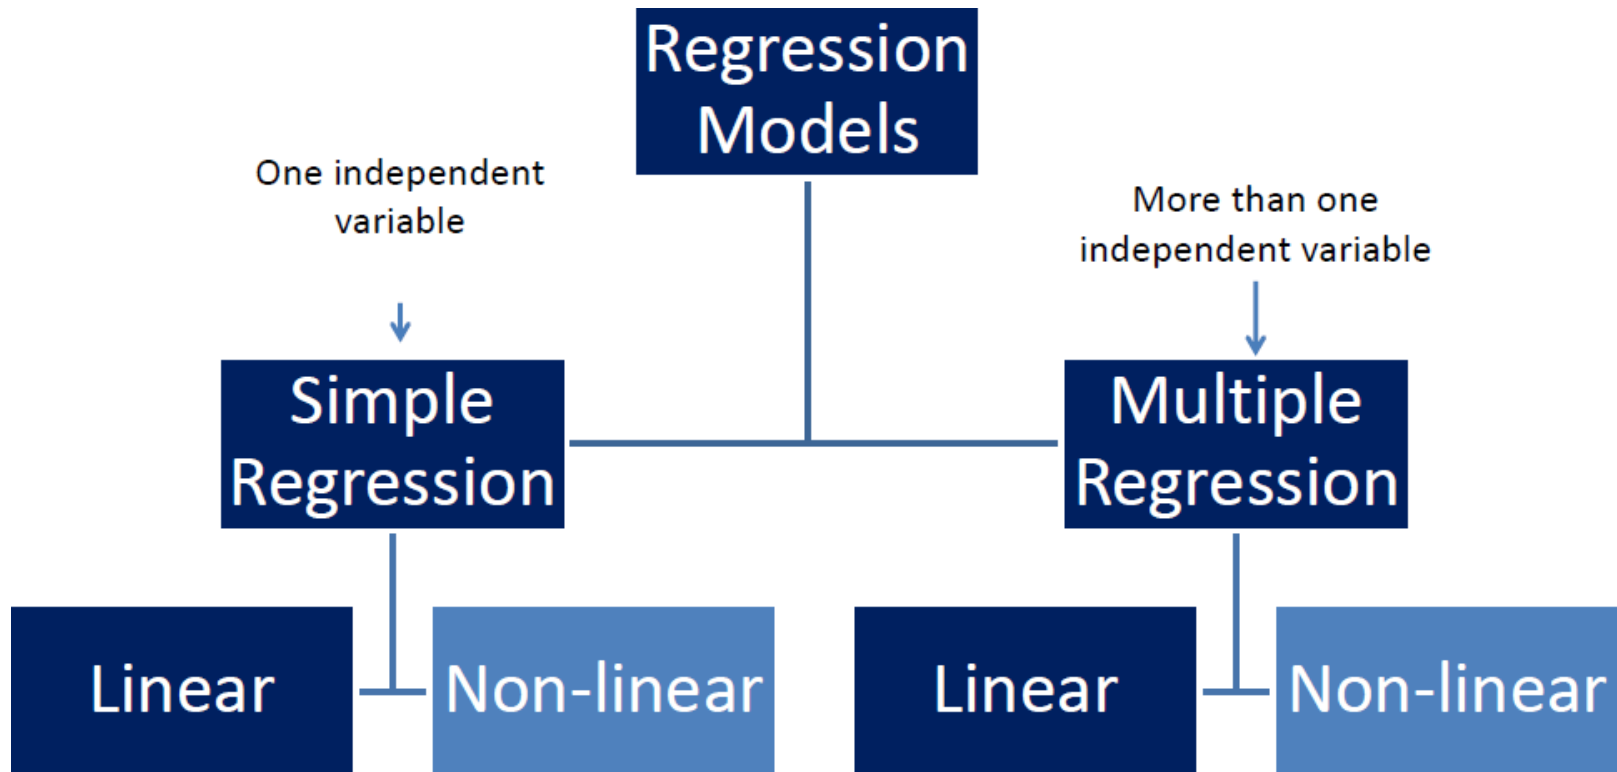 Regression
Models
One independent
variable
More than one
independent variable
Simple
Regression
Multiple
Regression
Linear
Non-linear
Linear
Non-linear